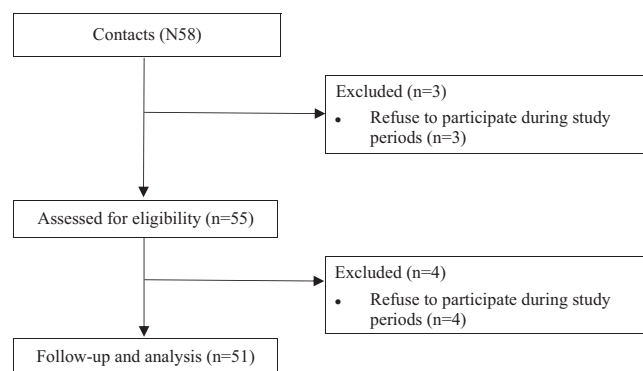 Contacts (N58)
Excluded (n=3)
• Refuse to participate during study
periods (n=3)
Assessed for eligibility (n=55)
Excluded (n=4)
• Refuse to participate during study
periods (n=4)
Follow-up and analysis (n=51)